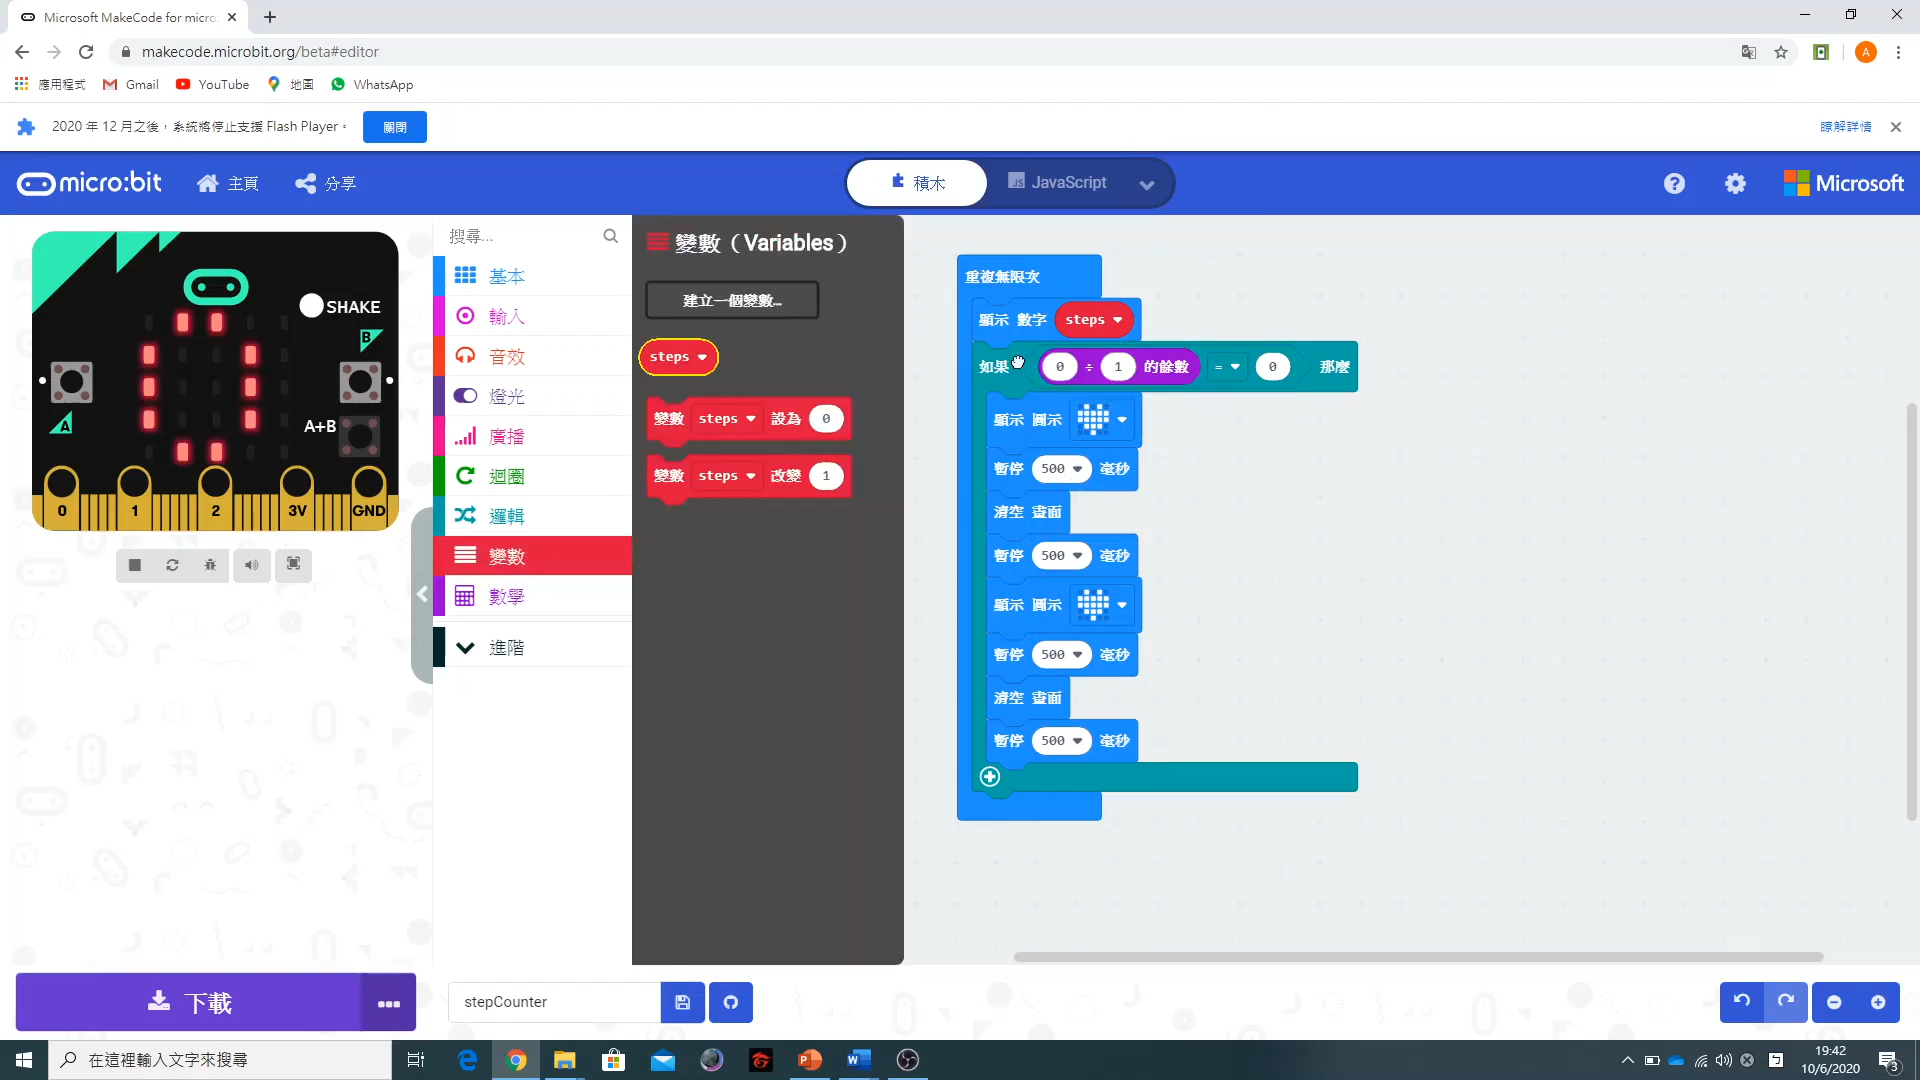 Microsoft MakeCode for micro:
makecode.microbit.org/beta#editor
A
應用程式
Gmail
YouTube
地圖
WhatsApp
2020 年 12 月之後，系統將停止支援 Flash Player。
關閉
瞭解詳情
micro:bit
主頁
分享
積木
JS JavaScript
?
Microsoft
SHAKE
B
A
A+B
0 1 2 3V GND
搜尋...
基本
輸入
音效
燈光
廣播
迴圈
邏輯
變數
數學
進階
變數（Variables）
建立一個變數...
steps
變數 steps 設為 0
變數 steps 改變 1
重複無限次
顯示 數字 steps
如果 0 ÷ 1 的餘數 = 0 那麼
顯示 圖示
暫停 500 毫秒
清空 畫面
暫停 500 毫秒
顯示 圖示
暫停 500 毫秒
清空 畫面
暫停 500 毫秒
下載
stepCounter
在這裡輸入文字來搜尋
19:42
10/6/2020
3